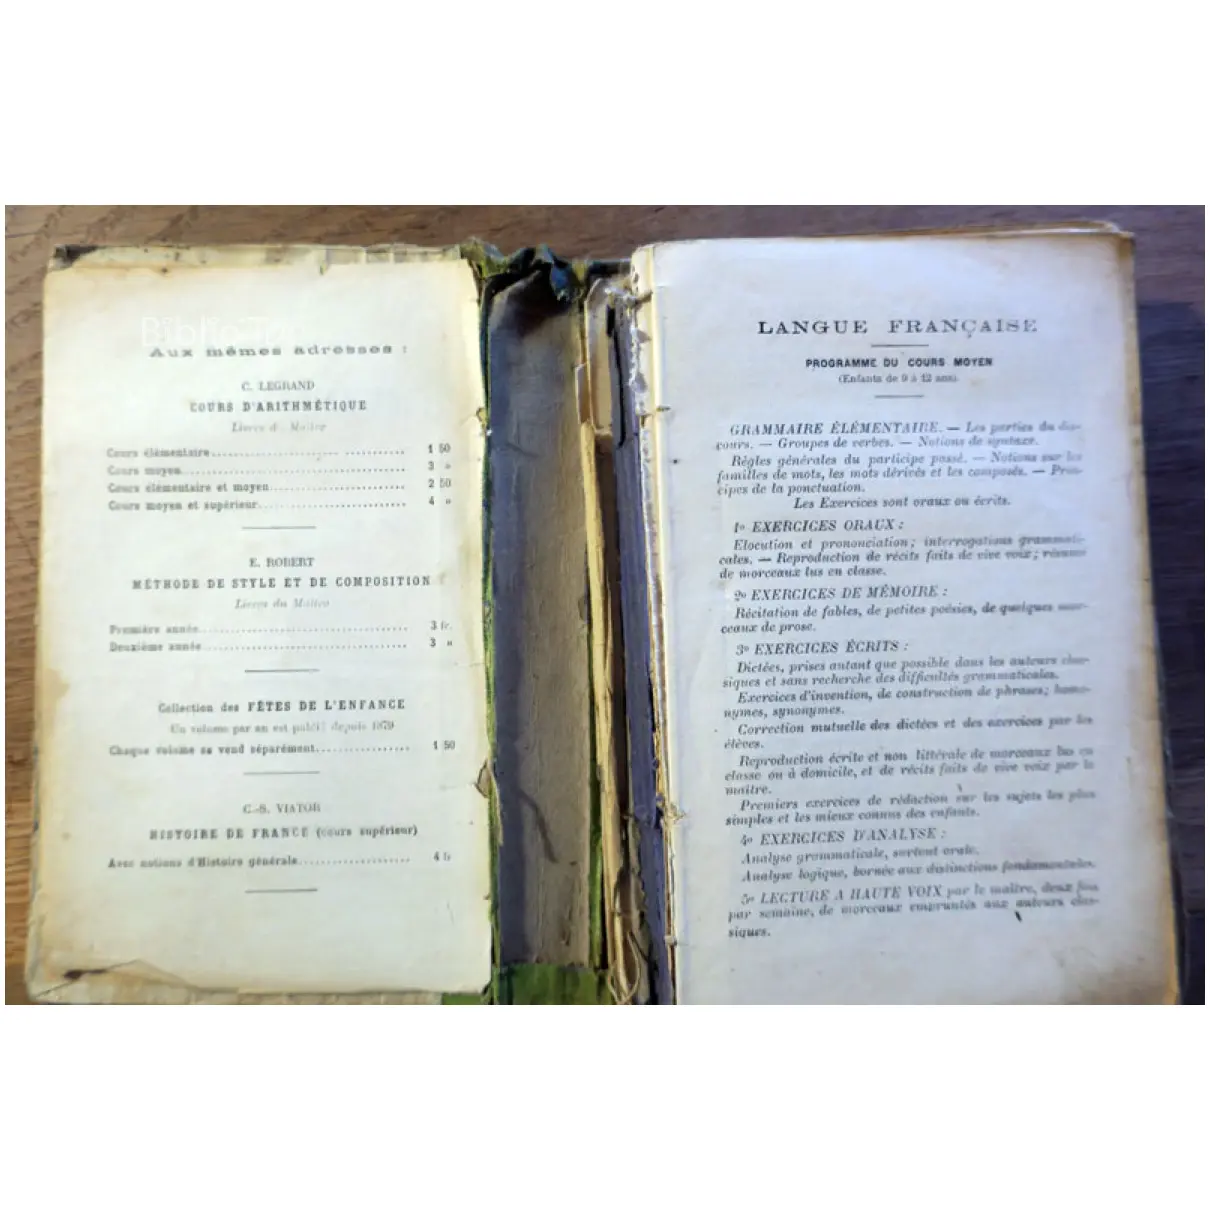 Aux mêmes adresses :
C. LEGRAND
COURS D'ARITHMÉTIQUE
Livres du Maître
Cours élémentaire 1 50
Cours moyen 3 »
Cours élémentaire et moyen 2 50
Cours moyen et supérieur 4 »
E. ROBERT
MÉTHODE DE STYLE ET DE COMPOSITION
Livres du Maître
Première année 3 fr.
Deuxième année 3 »
Collection des FÊTES DE L'ENFANCE
Un volume par an est publié depuis 1879
Chaque volume se vend séparément 1 50
C.-S. VIATOR
HISTOIRE DE FRANCE (cours supérieur)
Avec notions d'Histoire générale 4 fr
LANGUE FRANÇAISE
PROGRAMME DU COURS MOYEN
(Enfants de 9 à 12 ans).
GRAMMAIRE ÉLÉMENTAIRE. — Les parties du dis-
cours. — Groupes de verbes. — Notions de syntaxe.
Règles générales du participe passé. — Notions sur les
familles de mots, les mots dérivés et les composés. — Prin-
cipes de la ponctuation.
Les Exercices sont oraux ou écrits.
1º EXERCICES ORAUX :
Elocution et prononciation ; interrogations grammati-
cales. — Reproduction de récits faits de vive voix ; résumé
de morceaux lus en classe.
2º EXERCICES DE MÉMOIRE :
Récitation de fables, de petites poésies, de quelques mor-
ceaux de prose.
3º EXERCICES ÉCRITS :
Dictées, prises autant que possible dans les auteurs clas-
siques et sans recherche des difficultés grammaticales.
Exercices d'invention, de construction de phrases ; homo-
nymes, synonymes.
Correction mutuelle des dictées et des exercices par les
élèves.
Reproduction écrite et non littérale de morceaux lus en
classe ou à domicile, et de récits faits de vive voix par le
maître.
Premiers exercices de rédaction sur les sujets les plus
simples et les mieux connus des enfants.
4º EXERCICES D'ANALYSE :
Analyse grammaticale, surtout orale.
Analyse logique, bornée aux distinctions fondamentales.
5º LECTURE A HAUTE VOIX par le maître, deux fois
par semaine, de morceaux empruntés aux auteurs clas-
siques.